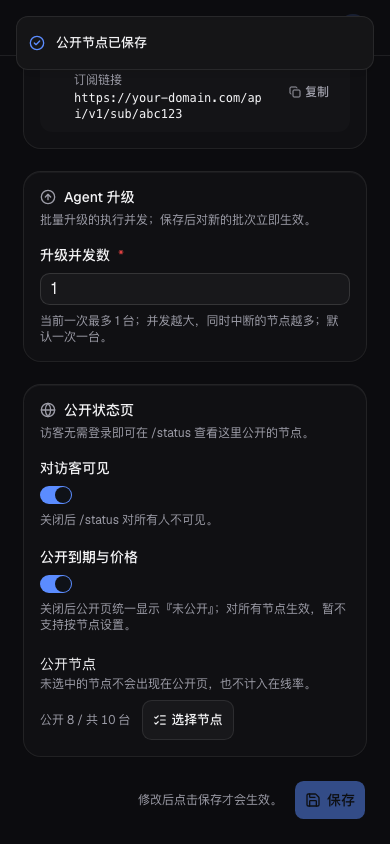 公开节点已保存
订阅链接
https://your-domain.com/ap
i/v1/sub/abc123
复制
Agent 升级
批量升级的执行并发；保存后对新的批次立即生效。
升级并发数 *
1
当前一次最多 1 台；并发越大，同时中断的节点越多；默
认一次一台。
公开状态页
访客无需登录即可在 /status 查看这里公开的节点。
对访客可见
关闭后 /status 对所有人不可见。
公开到期与价格
关闭后公开页统一显示『未公开』；对所有节点生效，暂不
支持按节点设置。
公开节点
未选中的节点不会出现在公开页，也不计入在线率。
公开 8 / 共 10 台
选择节点
修改后点击保存才会生效。
保存